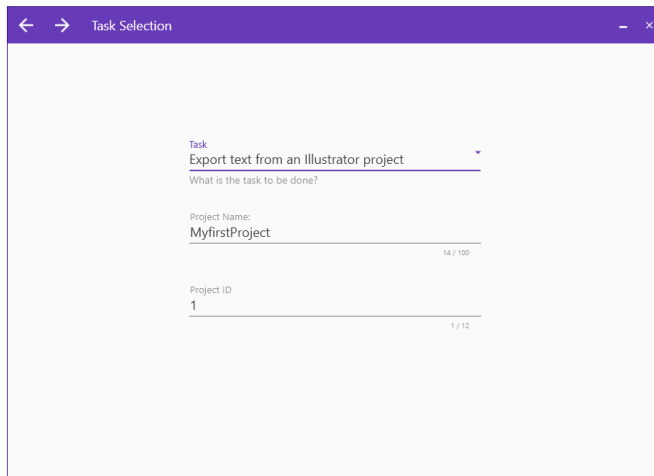 Task Selection
Task
Export text from an Illustrator project
What is the task to be done?
Project Name:
MyfirstProject
14 / 100
Project ID
1
1 / 12